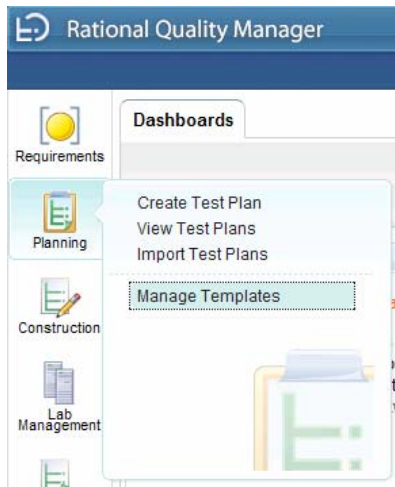 Rational Quality Manager
Dashboards
Requirements
Planning
Create Test Plan
View Test Plans
Import Test Plans
Manage Templates
Construction
Lab
Management